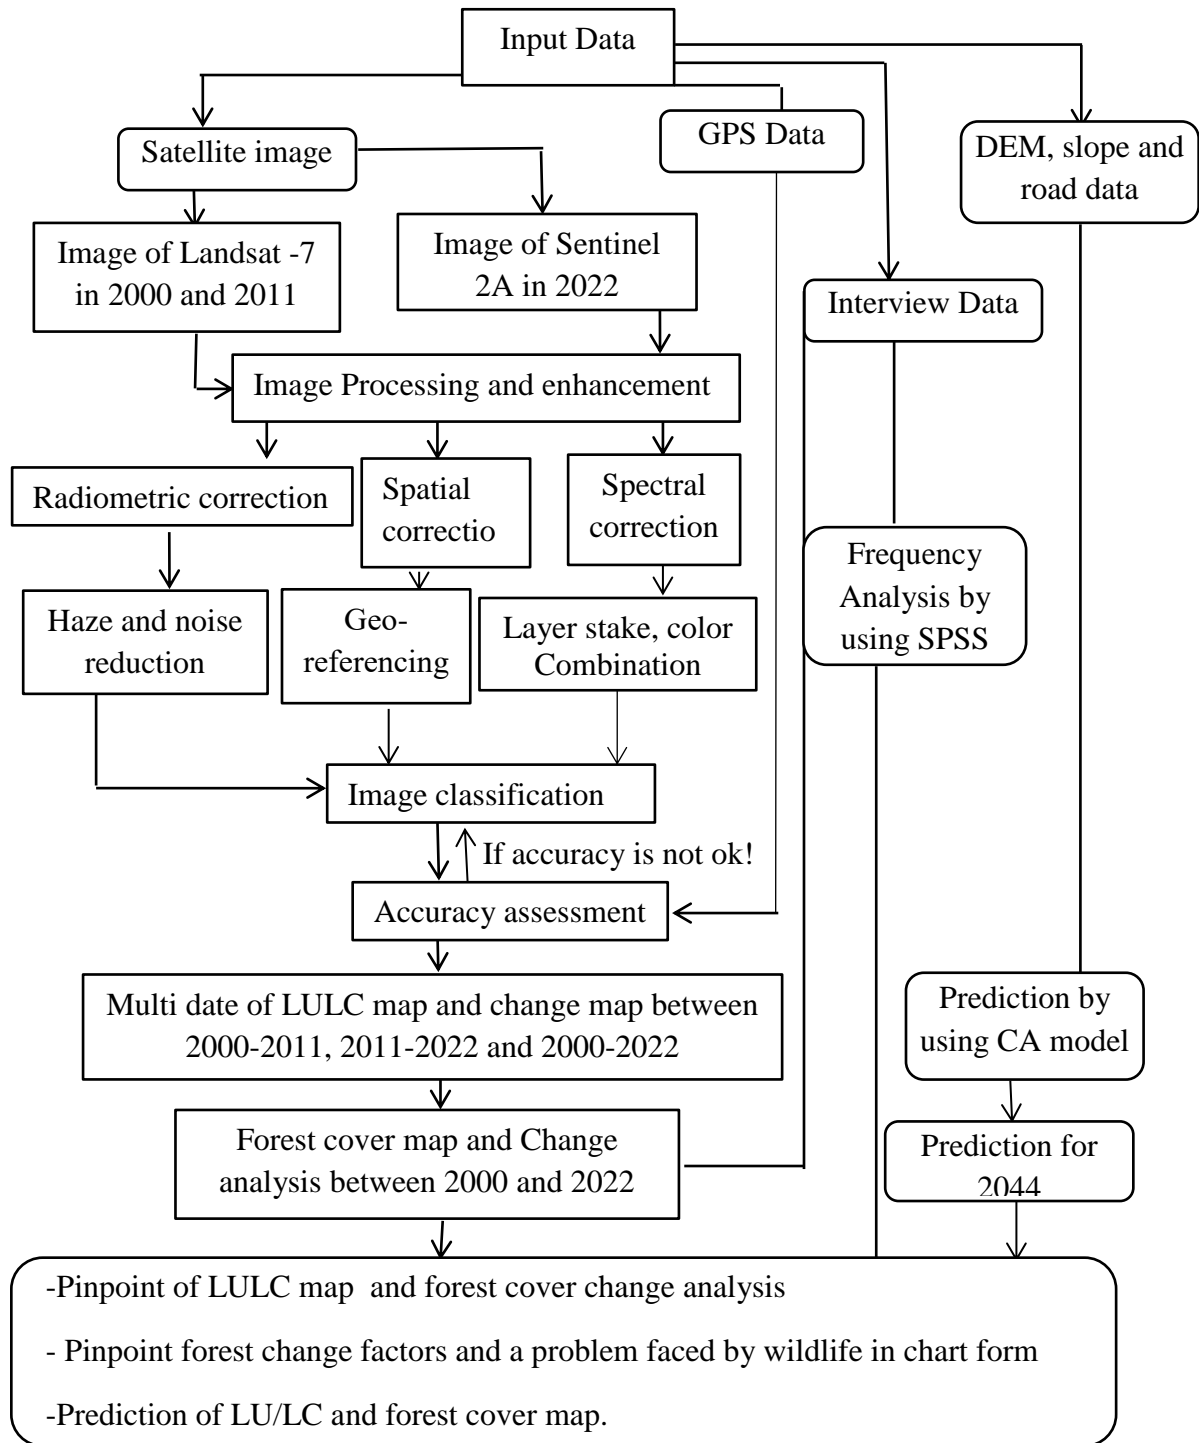 Input Data
GPS Data
Satellite image
DEM, slope and
road data
Image of Landsat -7
in 2000 and 2011
Image of Sentinel
2A in 2022
Interview Data
Image Processing and enhancement
Radiometric correction
Spatial
correctio
Spectral
correction
Frequency
Analysis by
using SPSS
Haze and noise
reduction
Geo-
referencing
Layer stake, color
Combination
Image classification
If accuracy is not ok!
Accuracy assessment
Multi date of LULC map and change map between
2000-2011, 2011-2022 and 2000-2022
Prediction by
using CA model
Forest cover map and Change
analysis between 2000 and 2022
Prediction for
2044
-Pinpoint of LULC map  and forest cover change analysis
- Pinpoint forest change factors and a problem faced by wildlife in chart form
-Prediction of LU/LC and forest cover map.